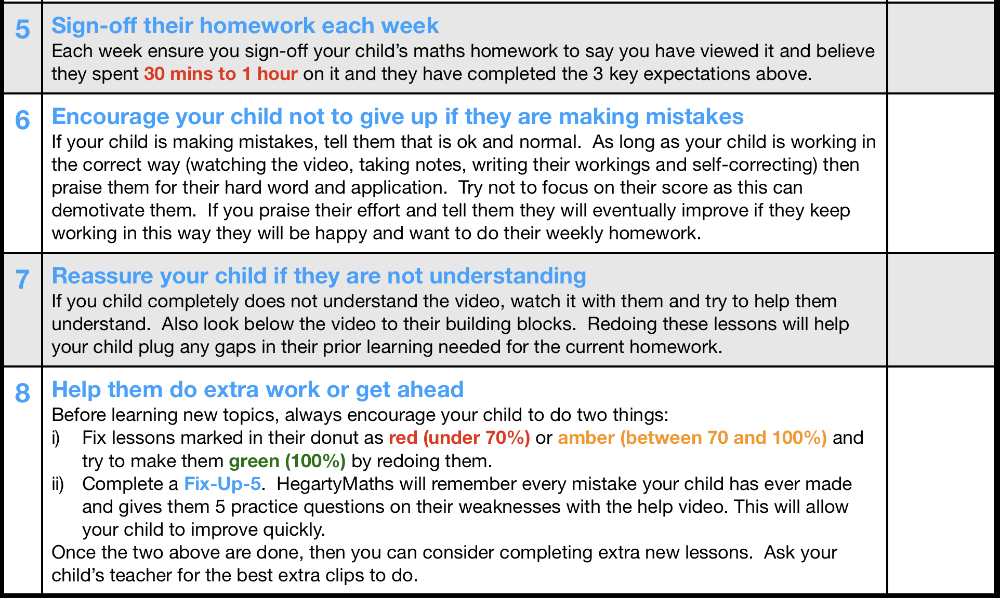 5
Sign-off their homework each week
Each week ensure you sign-off your child's maths homework to say you have viewed it and believe
they spent 30 mins to 1 hour on it and they have completed the 3 key expectations above.
6
Encourage your child not to give up if they are making mistakes
If your child is making mistakes, tell them that is ok and normal.  As long as your child is working in
the correct way (watching the video, taking notes, writing their workings and self-correcting) then
praise them for their hard word and application.  Try not to focus on their score as this can
demotivate them.  If you praise their effort and tell them they will eventually improve if they keep
working in this way they will be happy and want to do their weekly homework.
7
Reassure your child if they are not understanding
If you child completely does not understand the video, watch it with them and try to help them
understand.  Also look below the video to their building blocks.  Redoing these lessons will help
your child plug any gaps in their prior learning needed for the current homework.
8
Help them do extra work or get ahead
Before learning new topics, always encourage your child to do two things:
i) Fix lessons marked in their donut as red (under 70%) or amber (between 70 and 100%) and
try to make them green (100%) by redoing them.
ii) Complete a Fix-Up-5.  HegartyMaths will remember every mistake your child has ever made
and gives them 5 practice questions on their weaknesses with the help video. This will allow
your child to improve quickly.
Once the two above are done, then you can consider completing extra new lessons.  Ask your
child's teacher for the best extra clips to do.